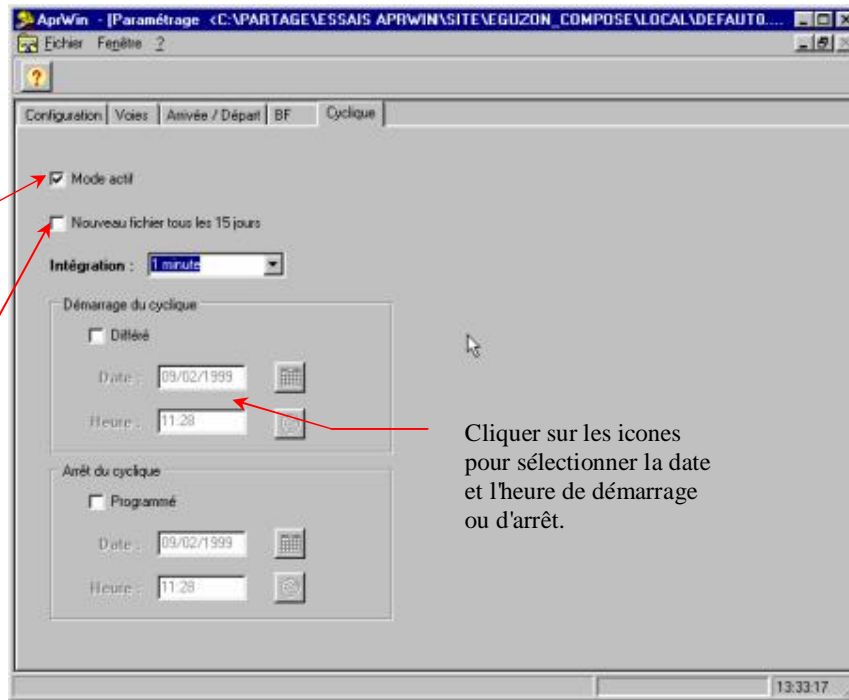 AprWin - [Paramétrage <C:\PARTAGE\ESSAIS APRWIN\SITE\EGUZON_COMPOSE\LOCAL\DEFAUTO....
Fichier Fenêtre ?
Configuration Voies Arrivée / Départ BF Cyclique
Mode actif
Nouveau fichier tous les 15 jours
Intégration : 1 minute
Démarrage du cyclique
Différé
Date : 09/02/1999
Heure : 11:28
Cliquer sur les icones
pour sélectionner la date
et l'heure de démarrage
ou d'arrêt.
Arrêt du cyclique
Programmé
Date : 09/02/1999
Heure : 11:28
13:33:17